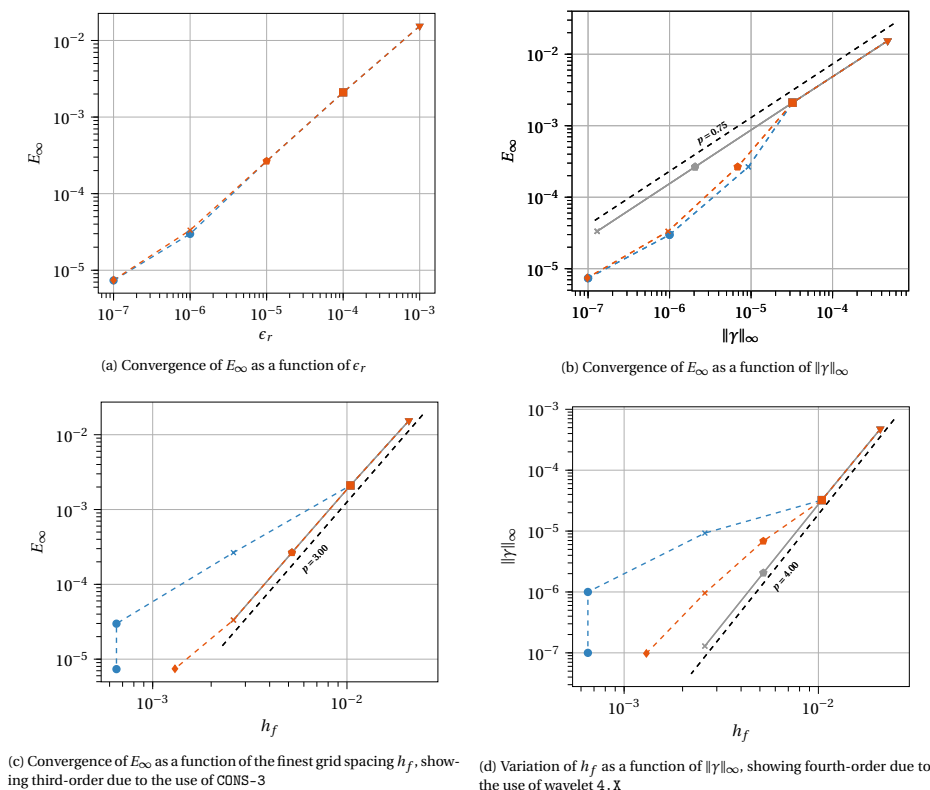 10⁻²
10⁻³
10⁻⁴
10⁻⁵
E∞
10⁻⁷
10⁻⁶
10⁻⁵
10⁻⁴
10⁻³
ϵᵣ
(a) Convergence of E∞ as a function of ϵᵣ
10⁻²
10⁻³
10⁻⁴
10⁻⁵
E∞
p = 0.75
10⁻⁷
10⁻⁶
10⁻⁵
10⁻⁴
‖γ‖∞
(b) Convergence of E∞ as a function of ‖γ‖∞
10⁻²
10⁻³
10⁻⁴
10⁻⁵
E∞
p = 3.00
10⁻³
10⁻²
h_f
(c) Convergence of E∞ as a function of the finest grid spacing h_f, show-
ing third-order due to the use of CONS-3
10⁻³
10⁻⁴
10⁻⁵
10⁻⁶
10⁻⁷
‖γ‖∞
p = 4.00
10⁻³
10⁻²
h_f
(d) Variation of h_f as a function of ‖γ‖∞, showing fourth-order due to
the use of wavelet 4.X